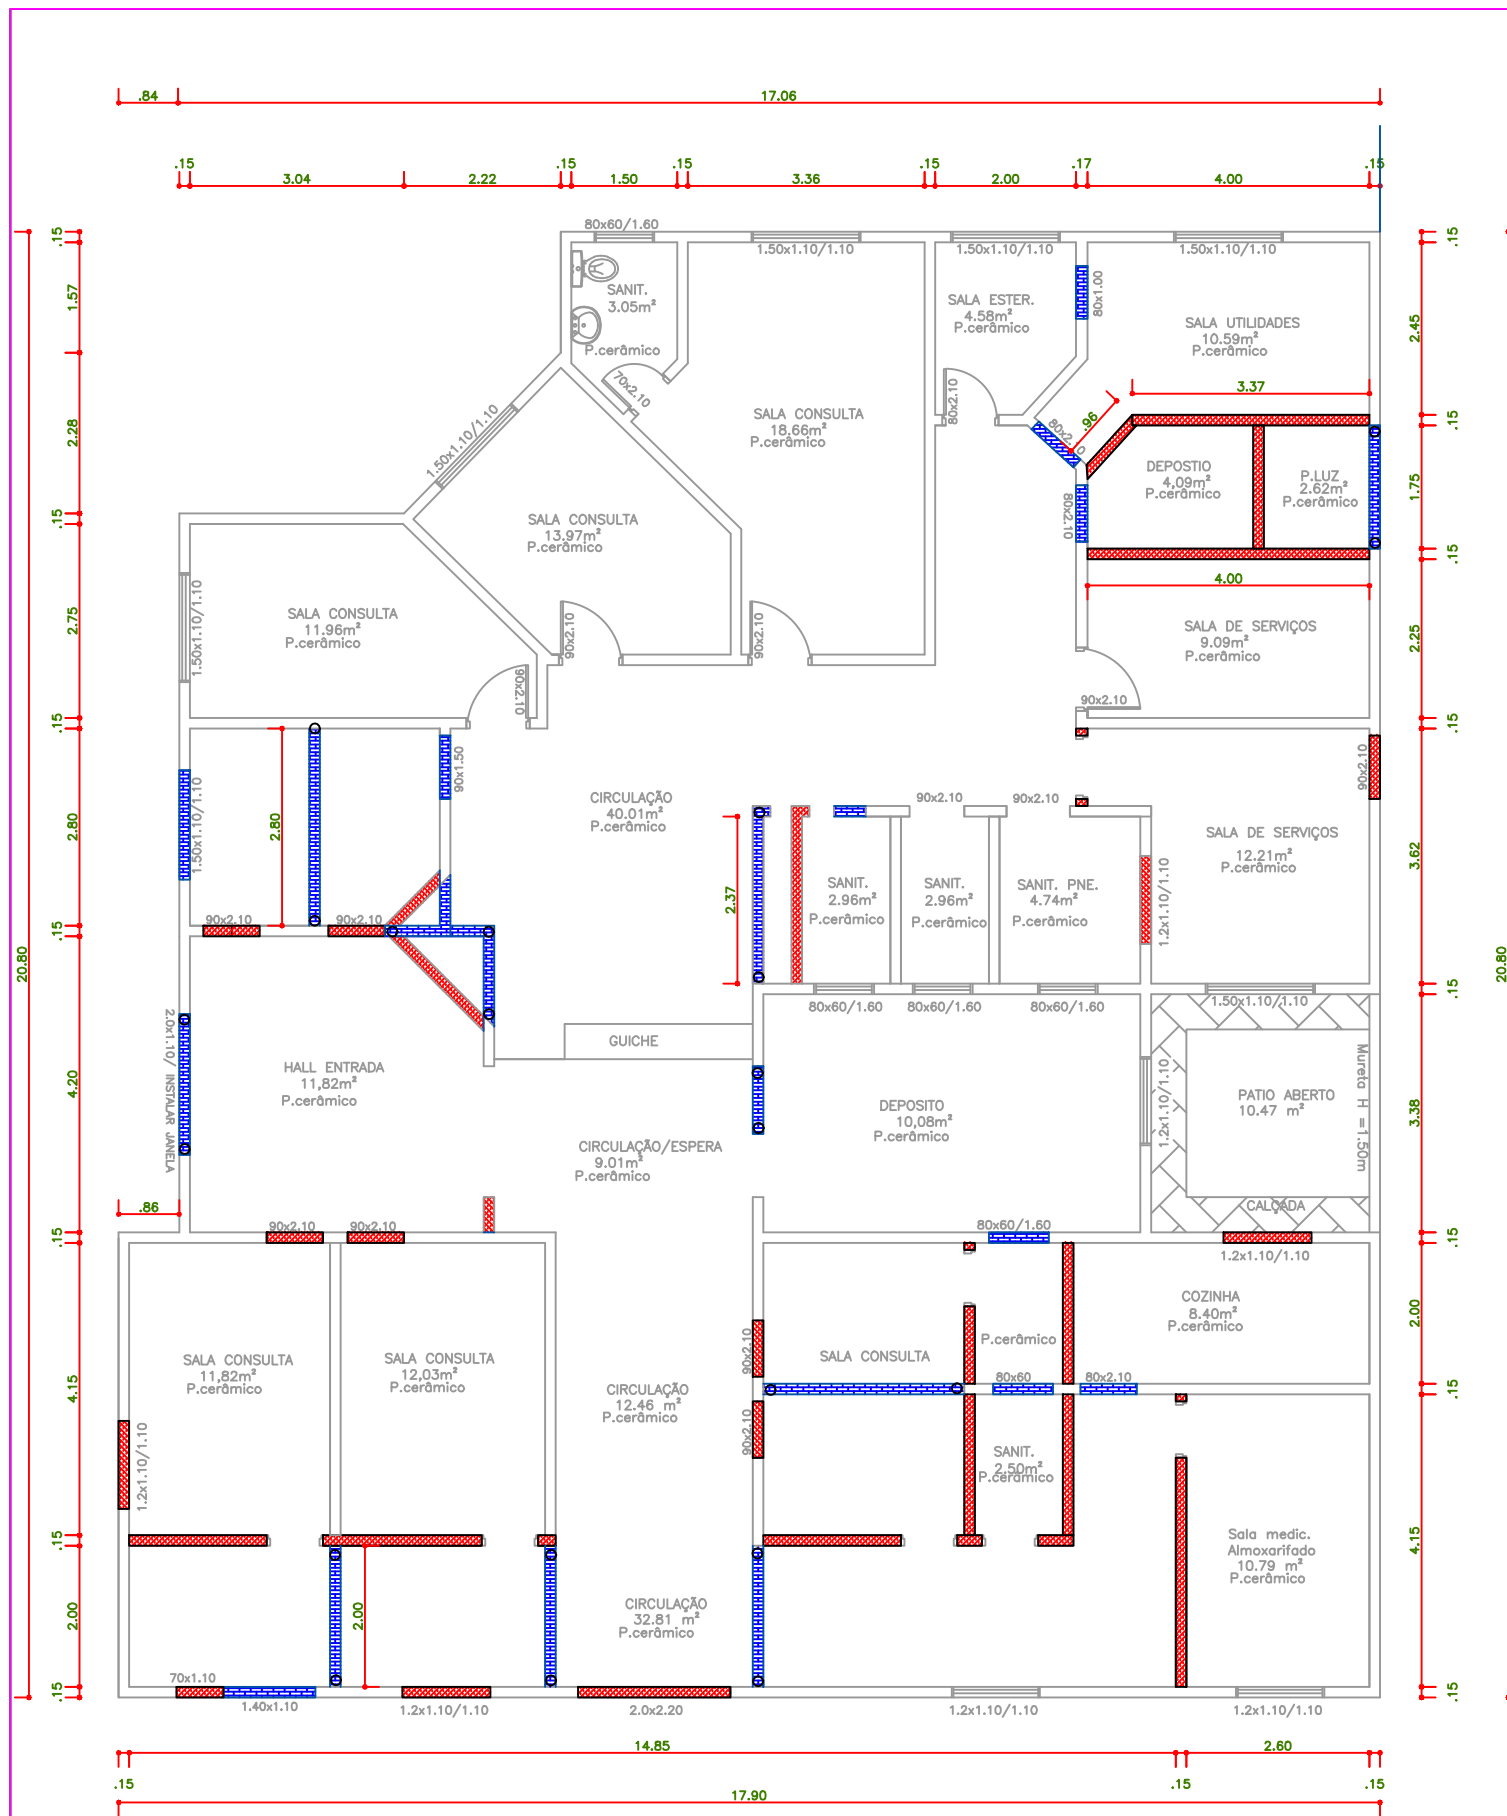 .84
17.06
.15
3.04
2.22
.15
1.50
.15
3.36
.15
2.00
.17
4.00
.15
80x60/1.60
1.50x1.10/1.10
1.50x1.10/1.10
1.50x1.10/1.10
.15
1.57
2.28
.15
2.75
.15
2.80
.15
4.20
.15
4.15
.15
2.00
.15
20.80
SANIT.
3.05m²
P.cerâmico
70x2.10
SALA ESTER.
4.58m²
P.cerâmico
80x1.00
SALA UTILIDADES
10.59m²
P.cerâmico
.15
2.45
.15
1.75
.15
2.25
.15
3.62
.15
3.38
.15
2.00
.15
4.15
.15
20.80
3.37
.96
80x2.10
80x2.10
80x2.10
1.50x1.10/1.10
SALA CONSULTA
18.66m²
P.cerâmico
DEPOSTIO
4,09m²
P.cerâmico
P.LUZ
2.62m²
P.cerâmico
SALA CONSULTA
13.97m²
P.cerâmico
4.00
SALA CONSULTA
11.96m²
P.cerâmico
1.50x1.10/1.10
90x2.10
90x2.10
90x2.10
SALA DE SERVIÇOS
9.09m²
P.cerâmico
90x2.10
90x2.10
1.50x1.10/1.10
2.80
90x1.50
CIRCULAÇÃO
40.01m²
P.cerâmico
90x2.10
90x2.10
SALA DE SERVIÇOS
12.21m²
P.cerâmico
2.37
SANIT.
2.96m²
P.cerâmico
SANIT.
2.96m²
P.cerâmico
SANIT. PNE.
4.74m²
P.cerâmico
1.2x1.10/1.10
90x2.10
90x2.10
80x60/1.60
80x60/1.60
80x60/1.60
1.50x1.10/1.10
2.0x1.10/ INSTALAR JANELA
GUICHE
HALL ENTRADA
11,82m²
P.cerâmico
DEPOSITO
10,08m²
P.cerâmico
1.2x1.10/1.10
PATIO ABERTO
10.47 m²
Mureta H =1.50m
CIRCULAÇÃO/ESPERA
9.01m²
P.cerâmico
.86
CALÇADA
90x2.10
90x2.10
80x60/1.60
1.2x1.10/1.10
COZINHA
8.40m²
P.cerâmico
90x2.10
P.cerâmico
SALA CONSULTA
SALA CONSULTA
11,82m²
P.cerâmico
SALA CONSULTA
12,03m²
P.cerâmico
80x60
80x2.10
CIRCULAÇÃO
12.46 m²
P.cerâmico
90x2.10
1.2x1.10/1.10
SANIT.
2.50m²
P.cerâmico
Sala medic.
Almoxarifado
10.79 m²
P.cerâmico
2.00
CIRCULAÇÃO
32.81 m²
P.cerâmico
70x1.10
1.40x1.10
1.2x1.10/1.10
2.0x2.20
1.2x1.10/1.10
1.2x1.10/1.10
14.85
2.60
.15
.15
.15
17.90